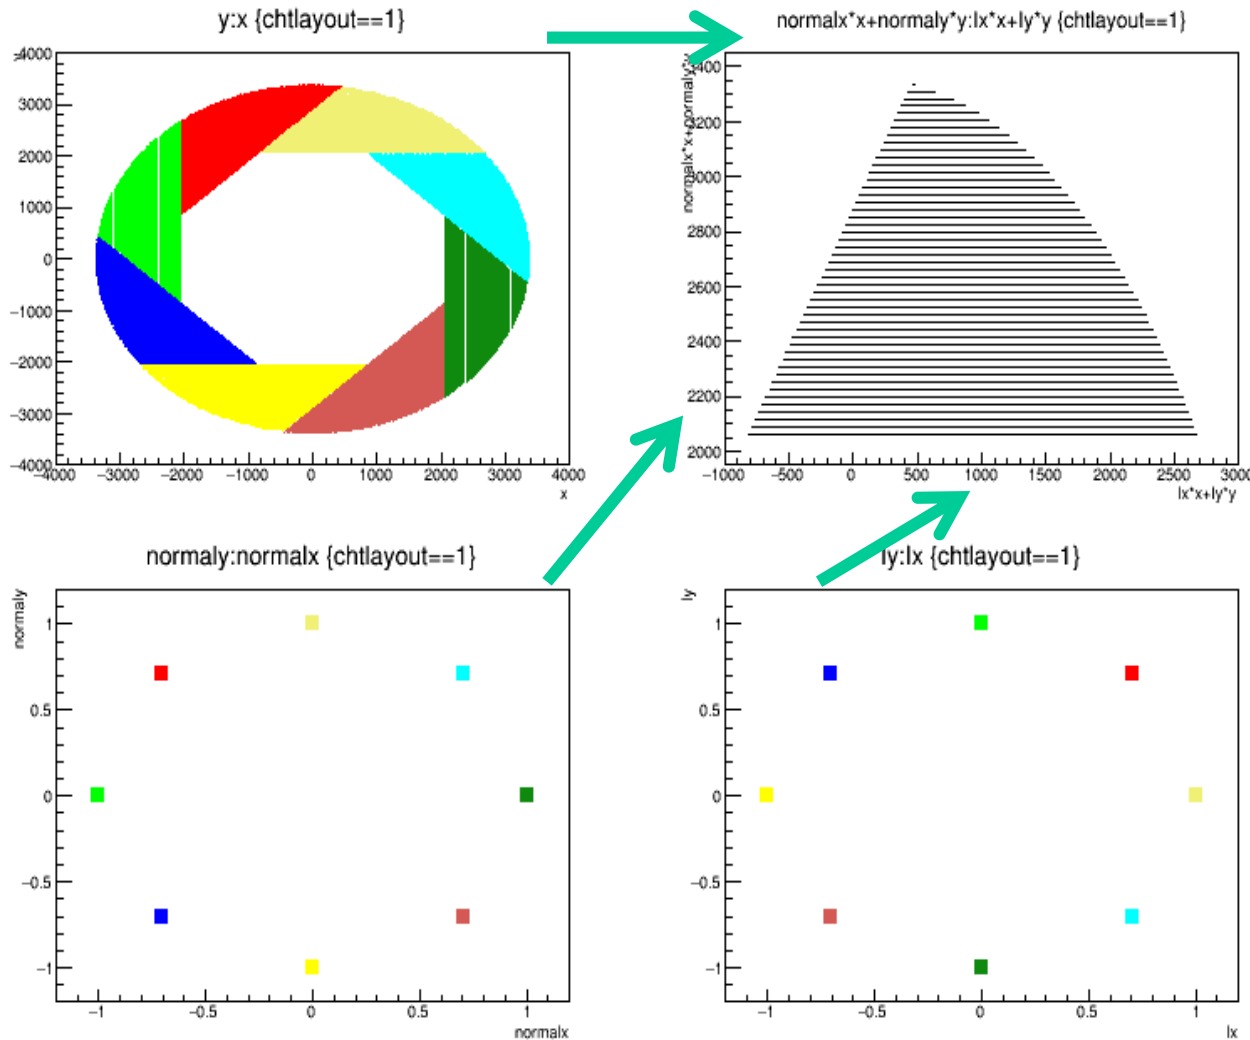 y:x {chtlayout==1}
4000
3000
2000
1000
0
−1000
−2000
−3000
−4000
−4000 −3000 −2000 −1000 0 1000 2000 3000 4000
x
normalx*x+normaly*y:lx*x+ly*y {chtlayout==1}
normalx*x+normaly*y
3400
3200
3000
2800
2600
2400
2200
2000
−1000 −500 0 500 1000 1500 2000 2500 3000
lx*x+ly*y
normaly:normalx {chtlayout==1}
normaly
1
0.5
0
−0.5
−1
−1 −0.5 0 0.5 1
normalx
ly:lx {chtlayout==1}
ly
1
0.5
0
−0.5
−1
−1 −0.5 0 0.5 1
lx